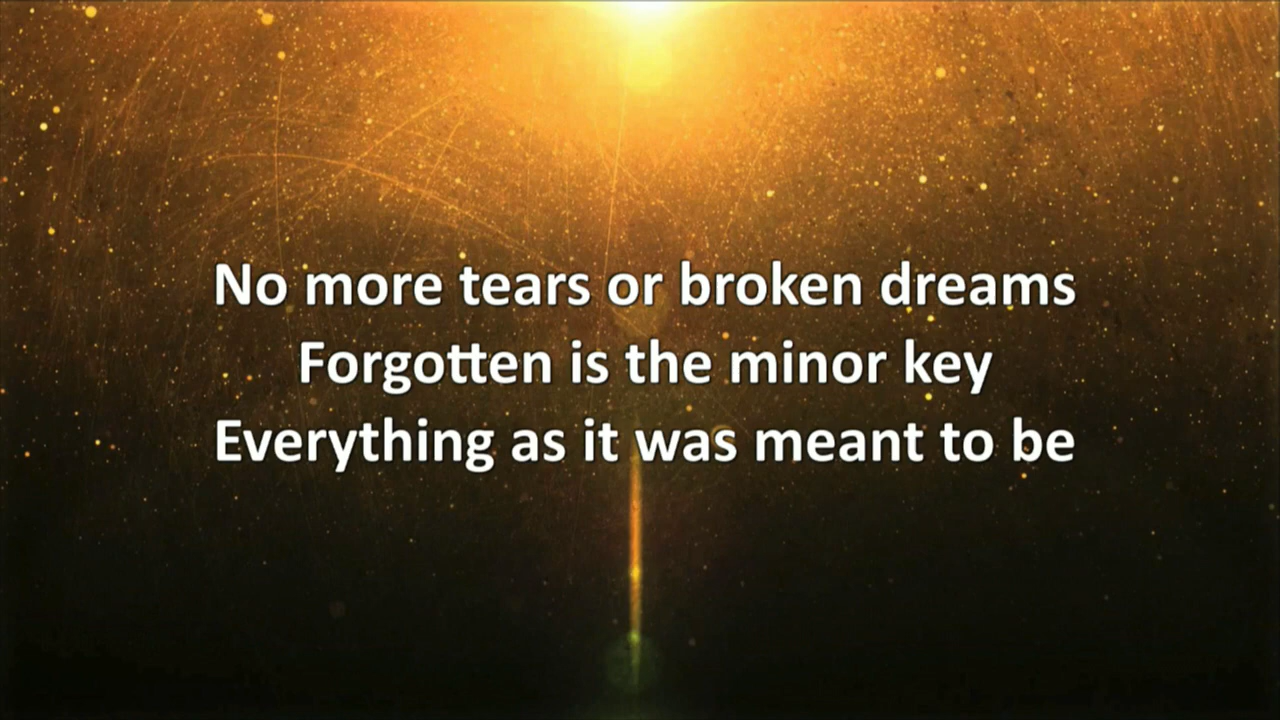 No more tears or broken dreams
Forgotten is the minor key
Everything as it was meant to be